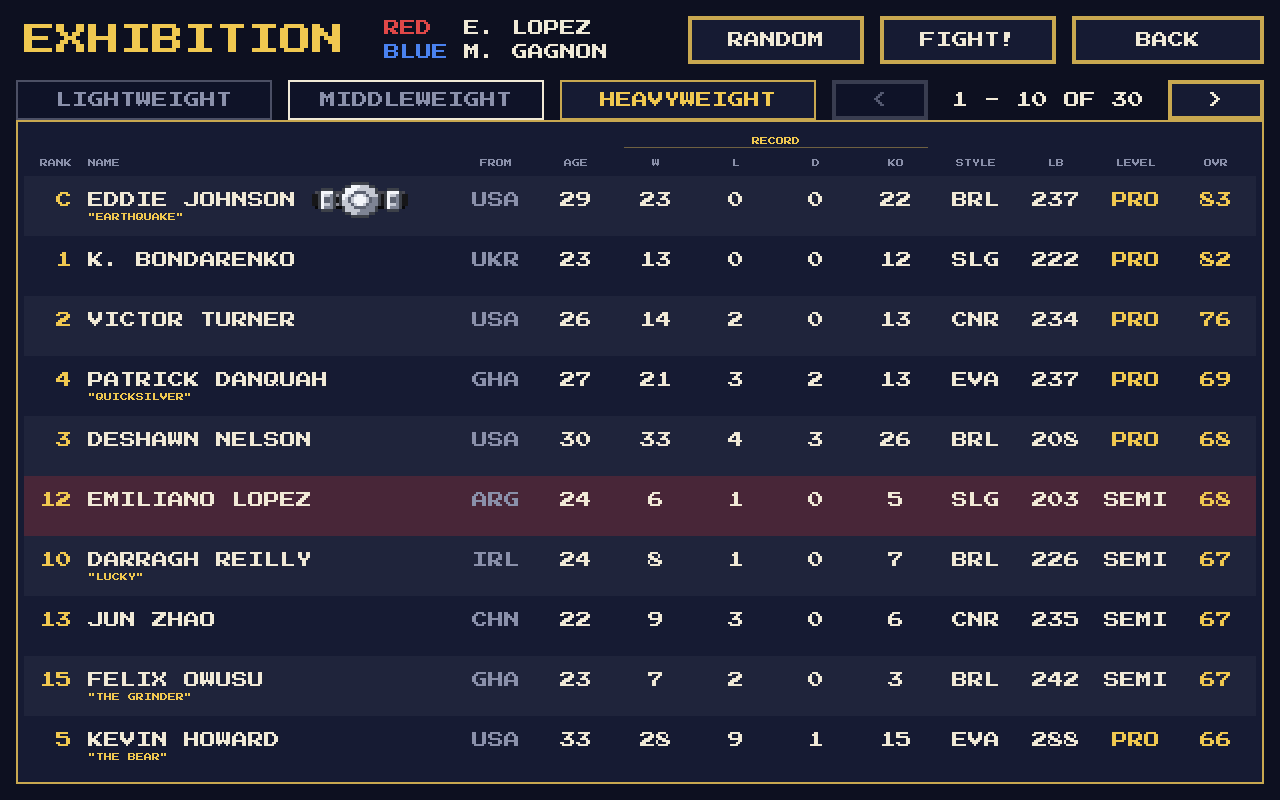 EXHIBITION
RED E. LOPEZ
BLUE M. GAGNON
RANDOM
FIGHT!
BACK
LIGHTWEIGHT
MIDDLEWEIGHT
HEAVYWEIGHT
<
1 - 10 OF 30
>
RECORD
RANK NAME FROM AGE W L D KO STYLE LB LEVEL OVR
C EDDIE JOHNSON USA 29 23 0 0 22 BRL 237 PRO 83
"EARTHQUAKE"
1 K. BONDARENKO UKR 23 13 0 0 12 SLG 222 PRO 82
2 VICTOR TURNER USA 26 14 2 0 13 CNR 234 PRO 76
4 PATRICK DANQUAH GHA 27 21 3 2 13 EVA 237 PRO 69
"QUICKSILVER"
3 DESHAWN NELSON USA 30 33 4 3 26 BRL 208 PRO 68
12 EMILIANO LOPEZ ARG 24 6 1 0 5 SLG 203 SEMI 68
10 DARRAGH REILLY IRL 24 8 1 0 7 BRL 226 SEMI 67
"LUCKY"
13 JUN ZHAO CHN 22 9 3 0 6 CNR 235 SEMI 67
15 FELIX OWUSU GHA 23 7 2 0 3 BRL 242 SEMI 67
"THE GRINDER"
5 KEVIN HOWARD USA 33 28 9 1 15 EVA 288 PRO 66
"THE BEAR"